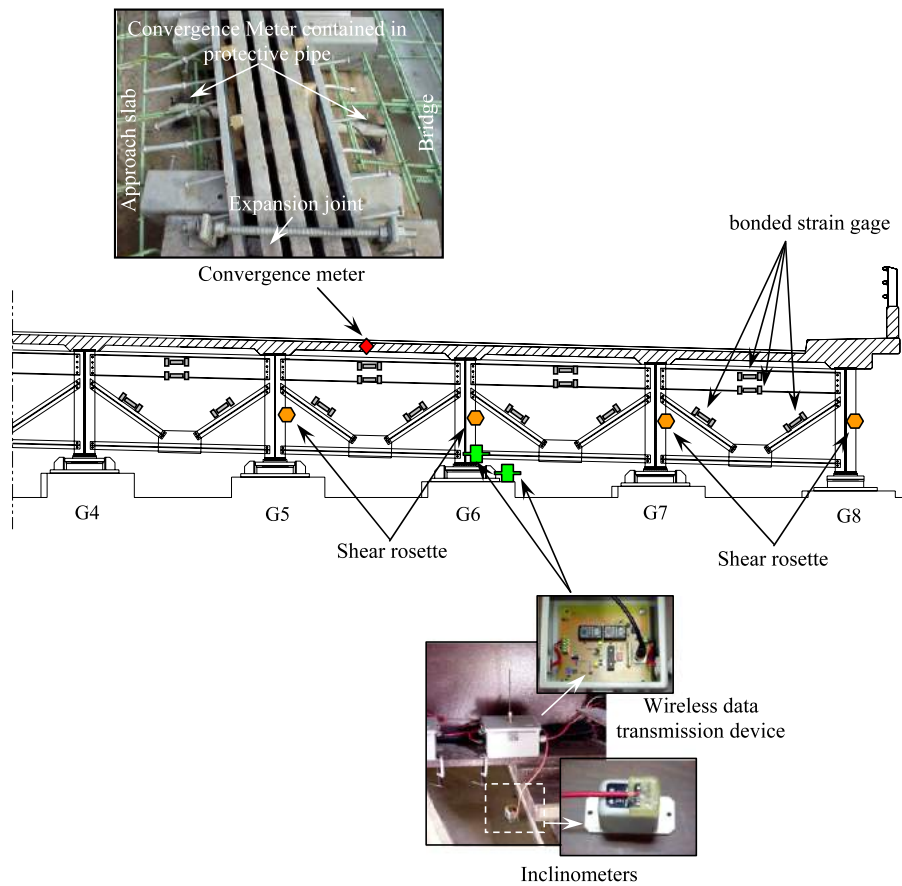 Convergence Meter contained in
protective pipe
Approach slab
Bridge
Expansion joint
Convergence meter
bonded strain gage
G4
G5
G6
G7
G8
Shear rosette
Shear rosette
Wireless data
transmission device
Inclinometers